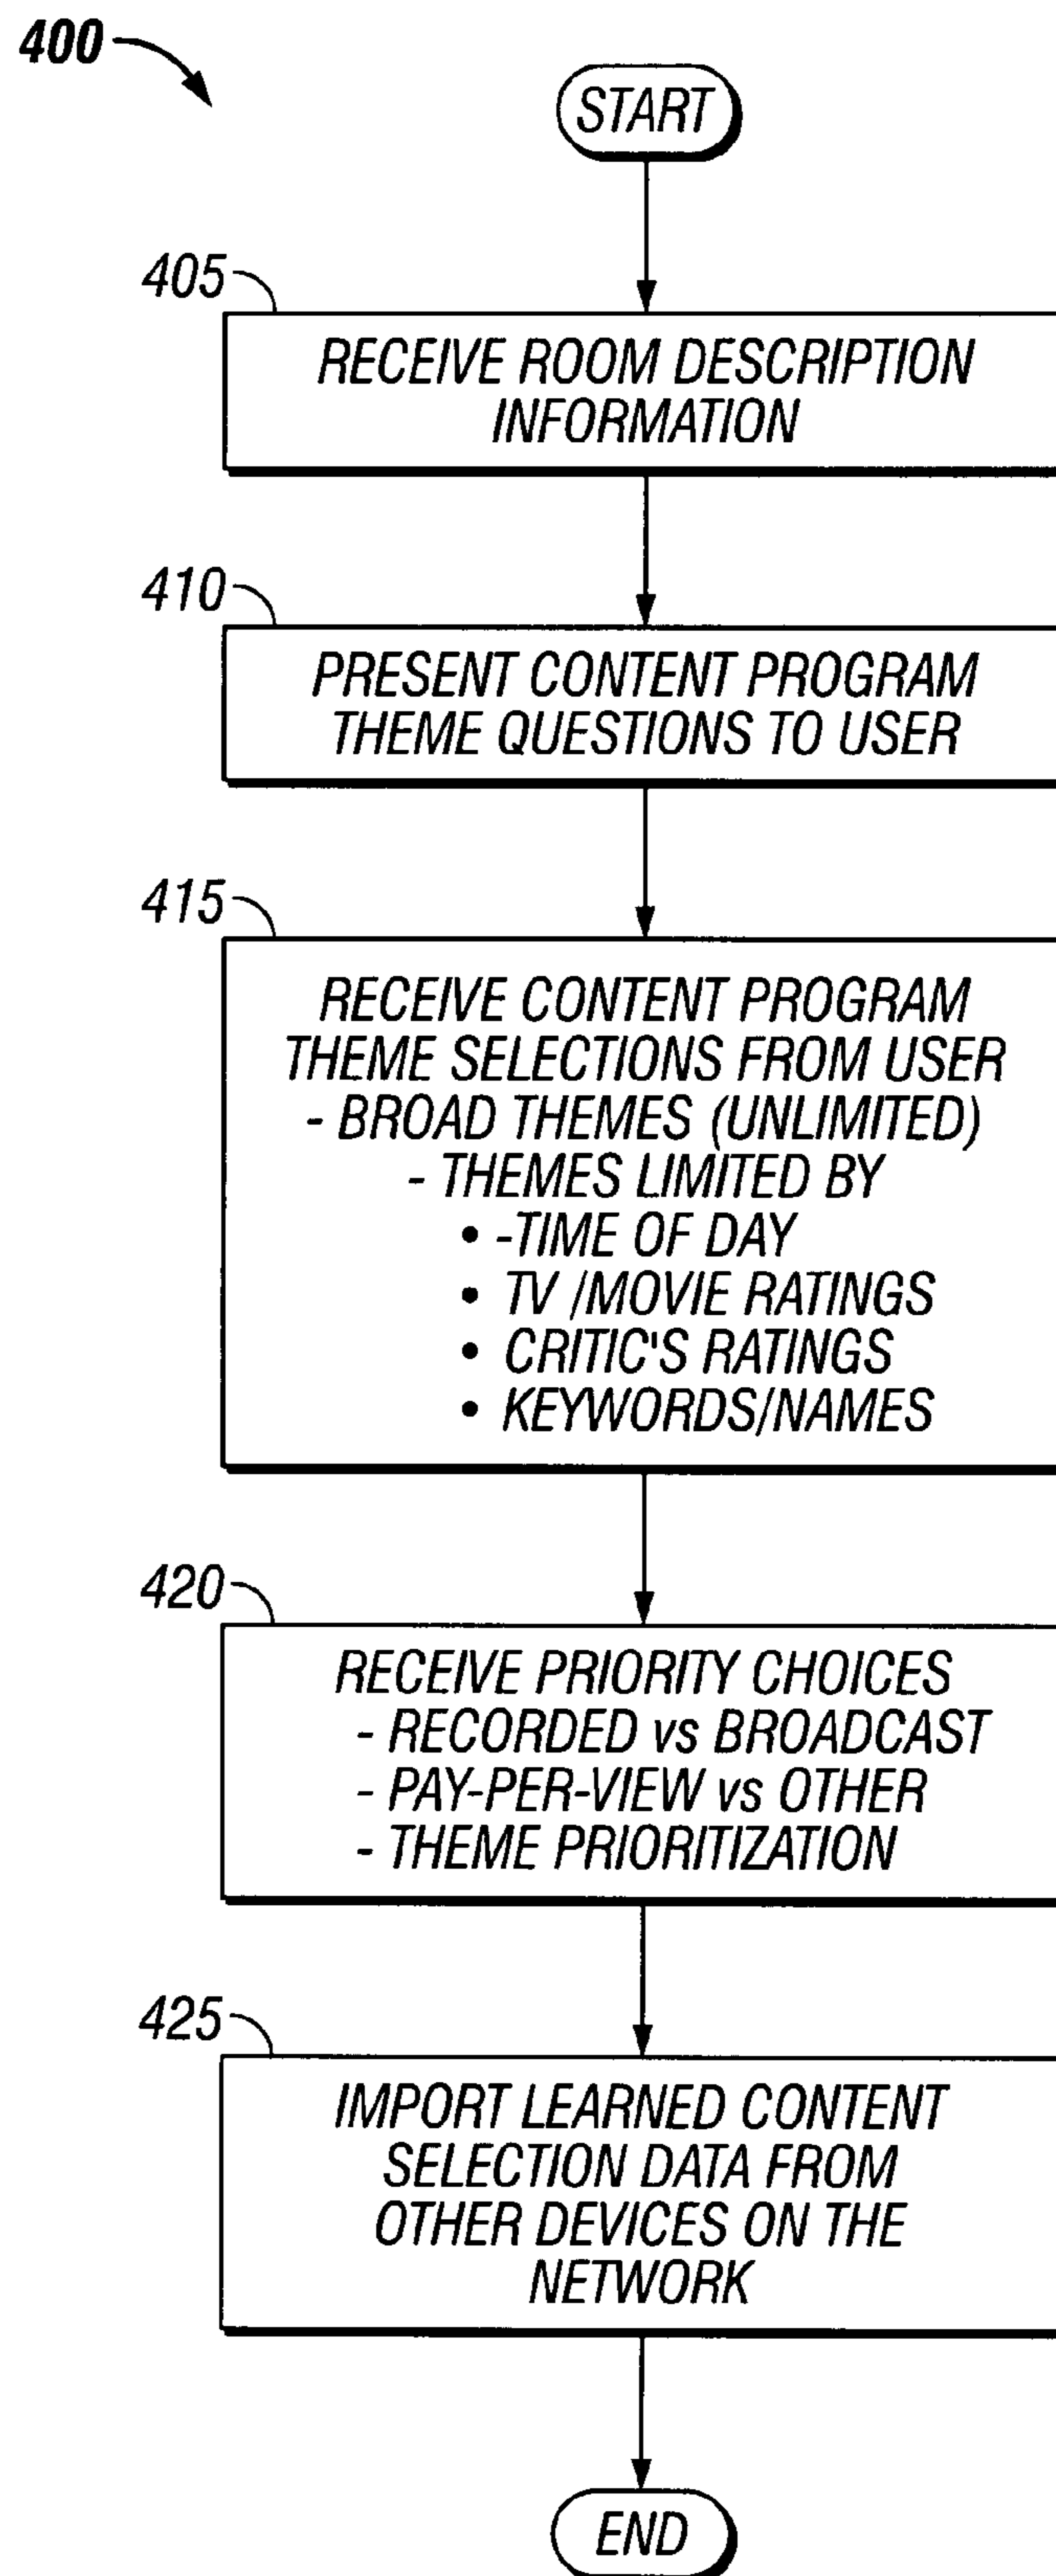 400
START
405
RECEIVE ROOM DESCRIPTION
INFORMATION
410
PRESENT CONTENT PROGRAM
THEME QUESTIONS TO USER
415
RECEIVE CONTENT PROGRAM
THEME SELECTIONS FROM USER
- BROAD THEMES (UNLIMITED)
- THEMES LIMITED BY
• -TIME OF DAY
• TV /MOVIE RATINGS
• CRITIC'S RATINGS
• KEYWORDS/NAMES
420
RECEIVE PRIORITY CHOICES
- RECORDED vs BROADCAST
- PAY-PER-VIEW vs OTHER
- THEME PRIORITIZATION
425
IMPORT LEARNED CONTENT
SELECTION DATA FROM
OTHER DEVICES ON THE
NETWORK
END